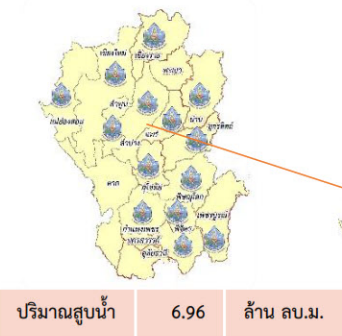 เชียงราย
เชียงใหม่
พะเยา
น่าน
แม่ฮ่องสอน
ลำพูน
ลำปาง
แพร่
อุตรดิตถ์
ตาก
สุโขทัย
พิษณุโลก
กำแพงเพชร
พิจิตร
เพชรบูรณ์
นครสวรรค์
อุทัยธานี
ปริมาณสูบน้ำ 6.96 ล้าน ลบ.ม.